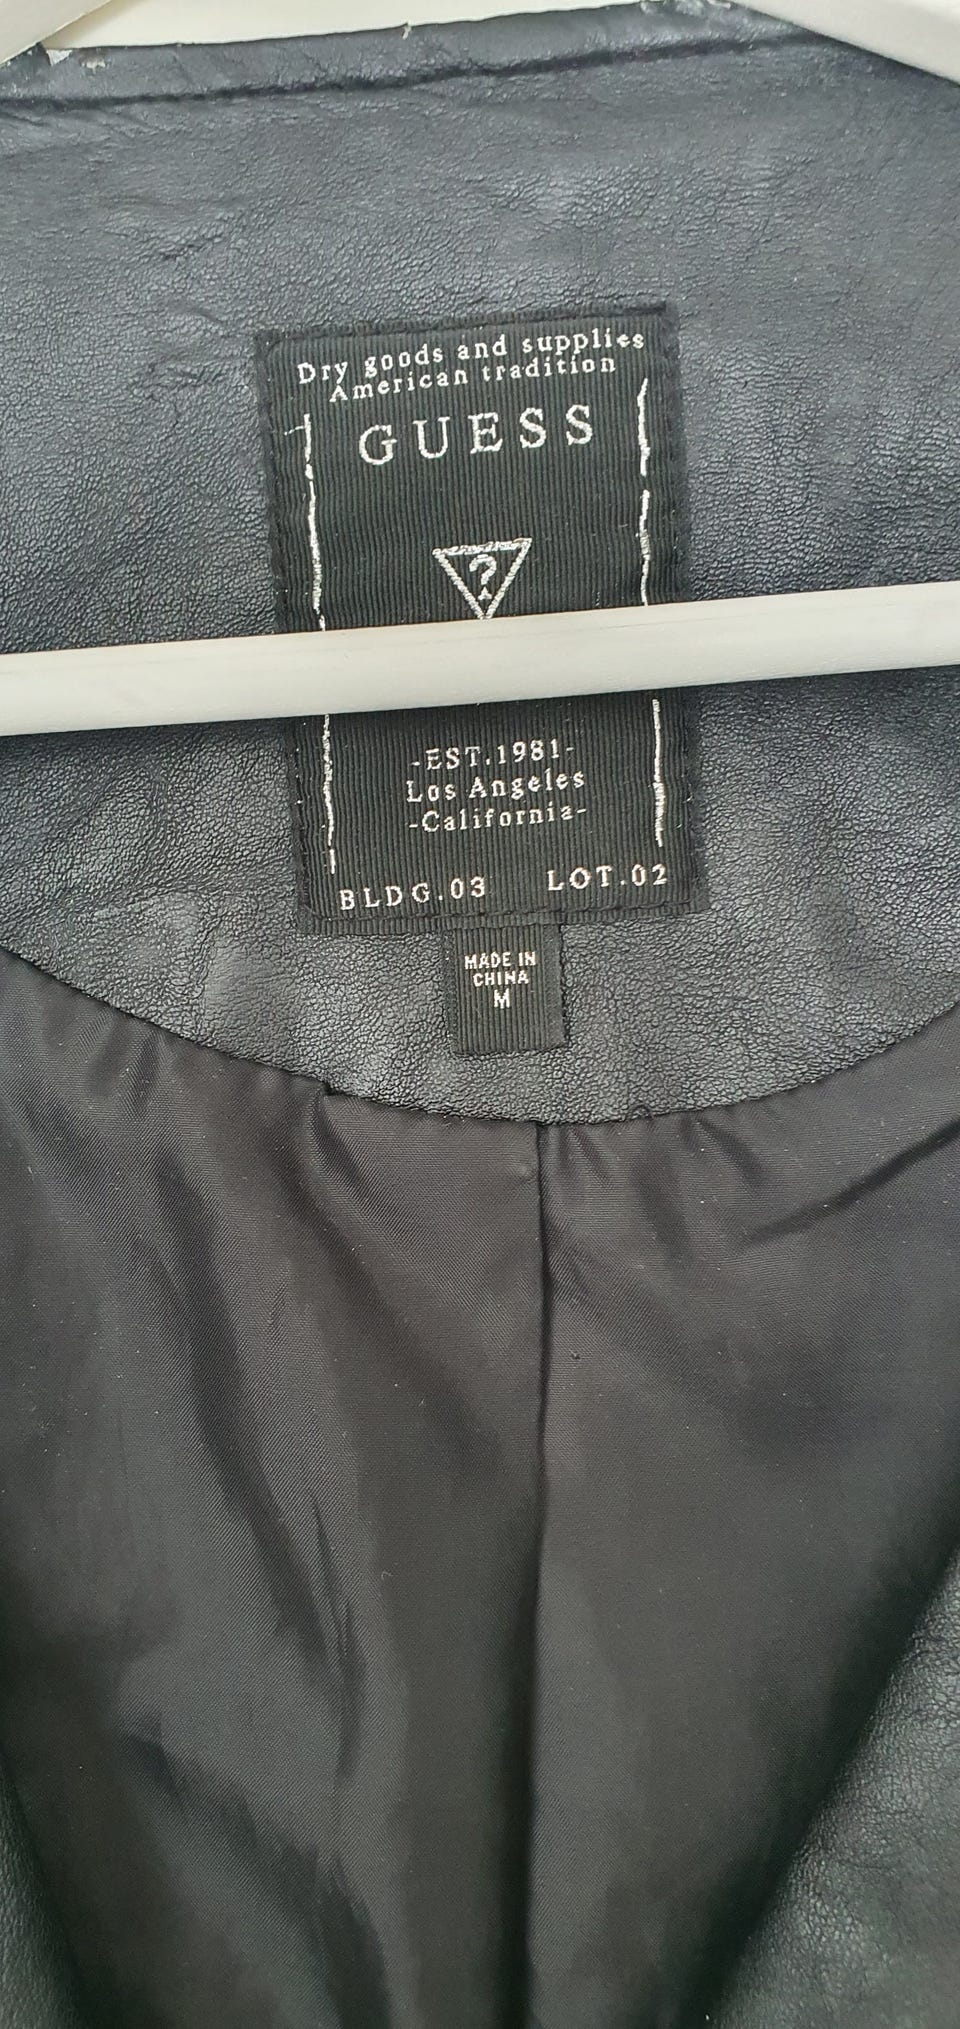 Dry goods and supplies
American tradition
GUESS
?
-EST.1981-
Los Angeles
-California-
BLDG.03 LOT.02
MADE IN
CHINA
M